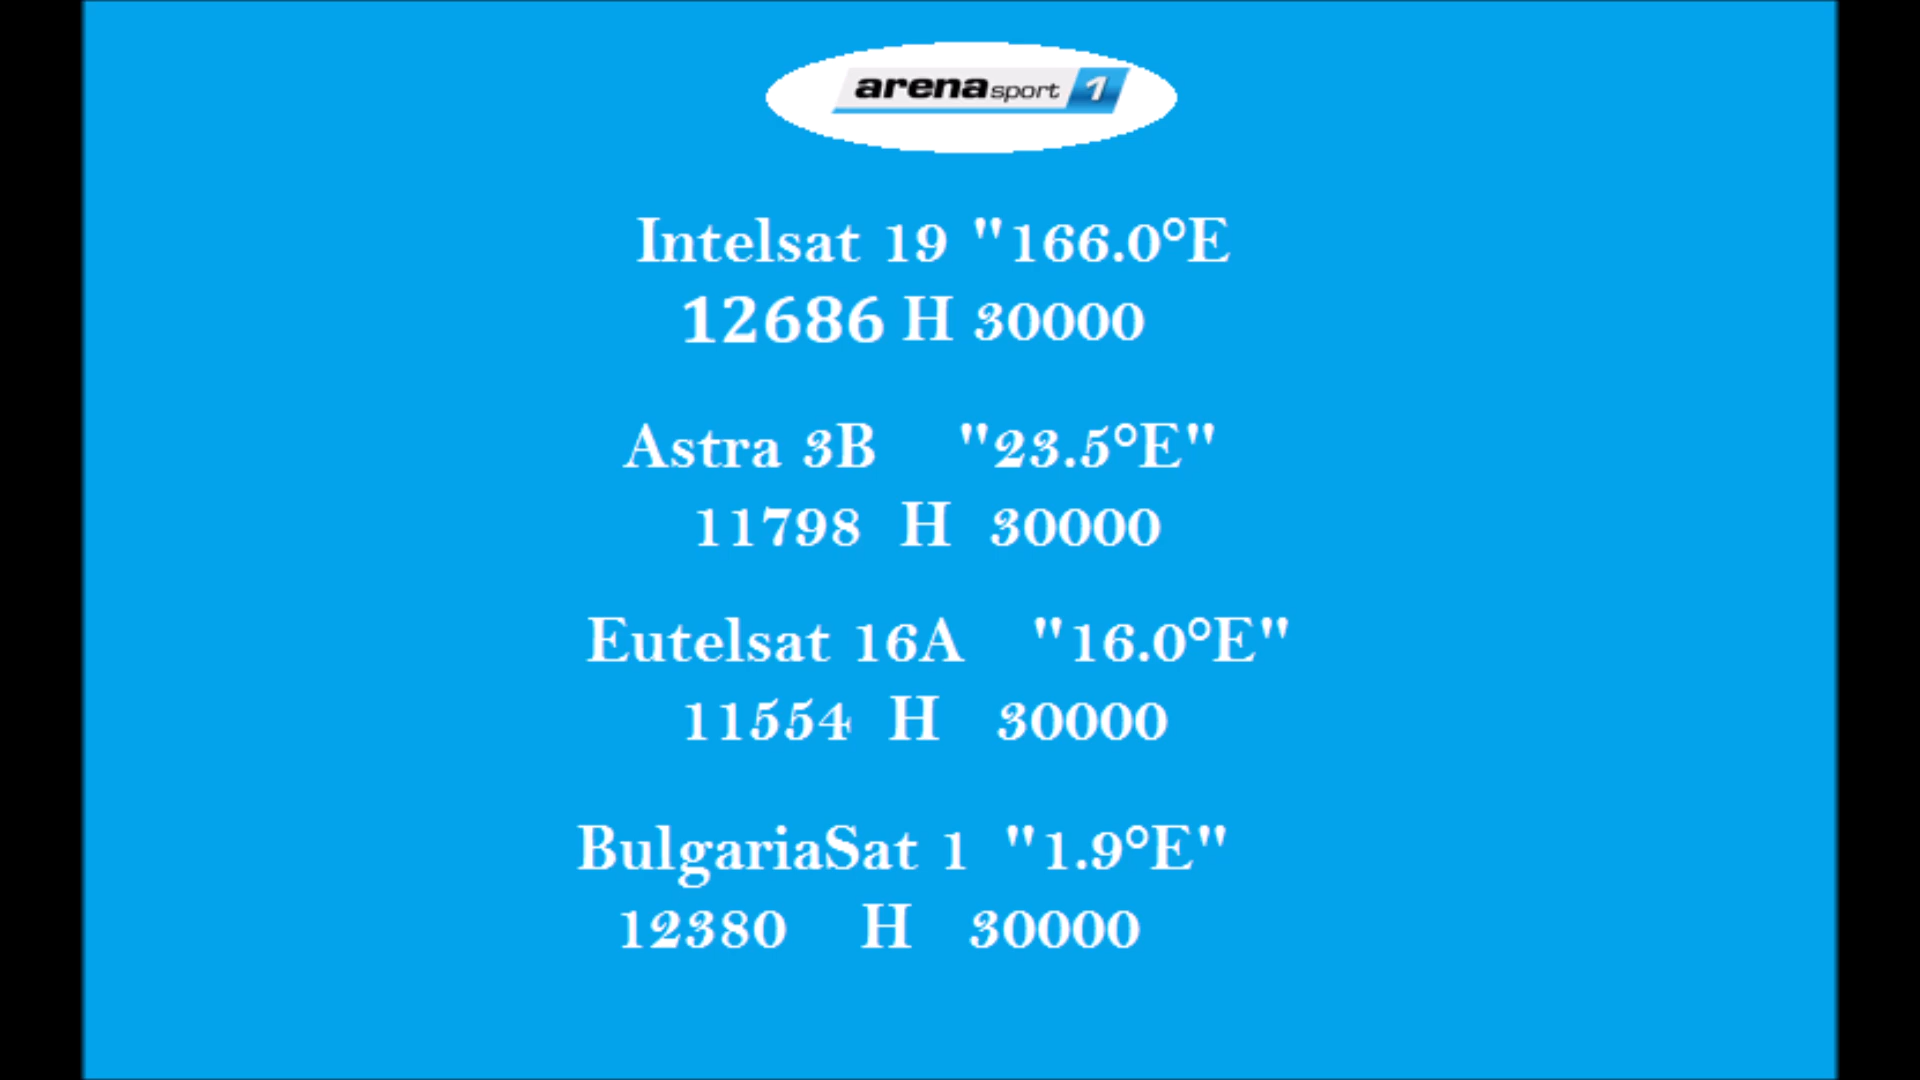 arenasport 1
Intelsat 19 "166.0°E
12686 H 30000
Astra 3B "23.5°E"
11798 H 30000
Eutelsat 16A "16.0°E"
11554 H 30000
BulgariaSat 1 "1.9°E"
12380 H 30000